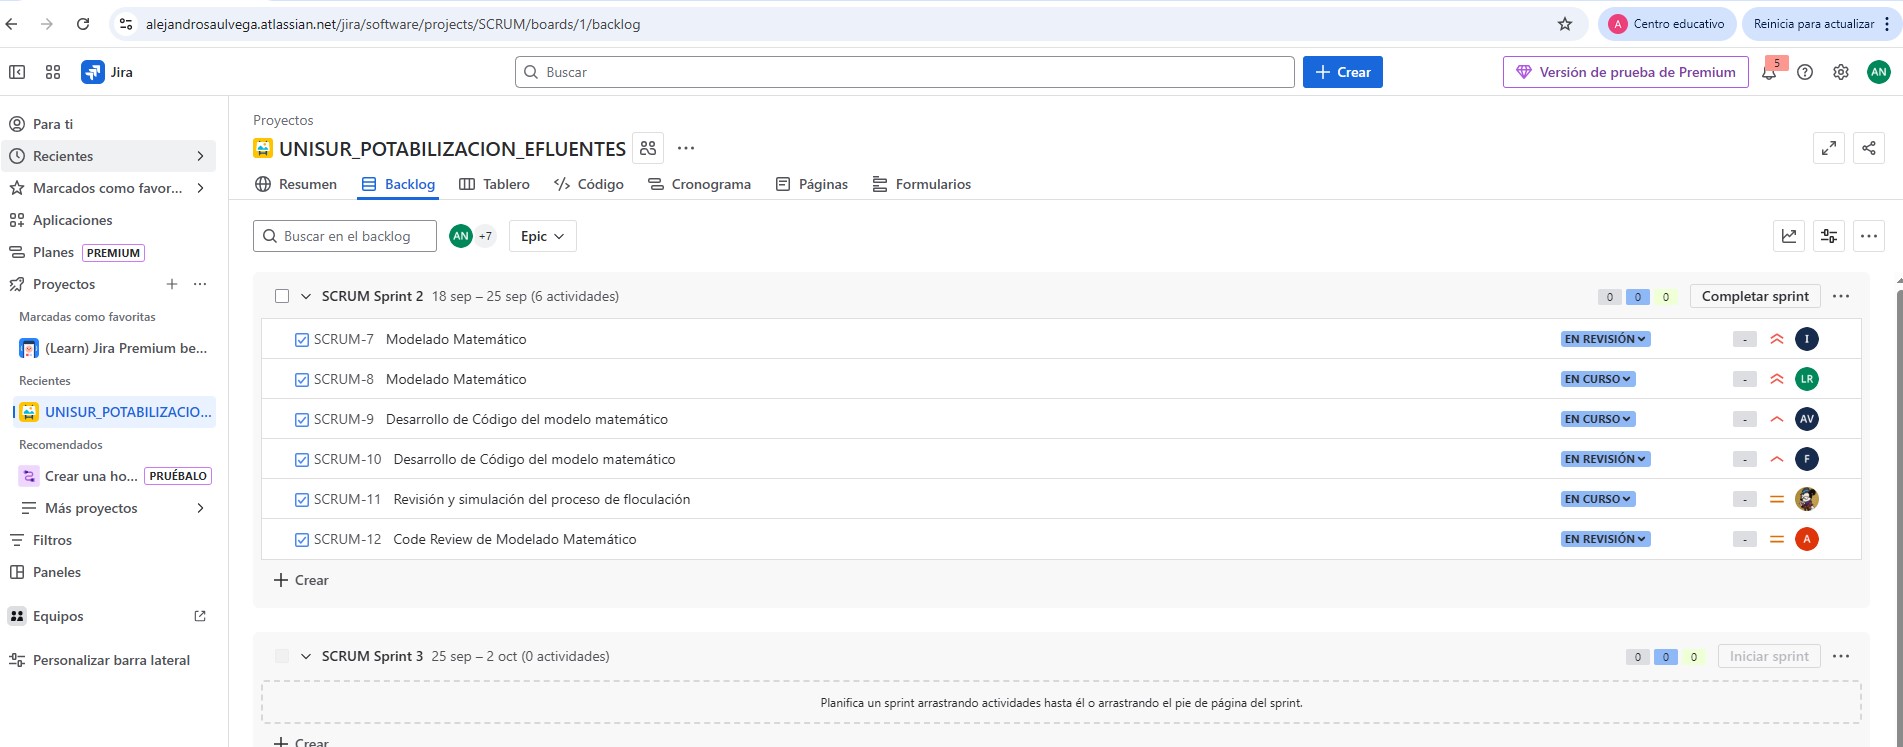 alejandrosaulvega.atlassian.net/jira/software/projects/SCRUM/boards/1/backlog
A Centro educativo
Reinicia para actualizar
Jira
Buscar
Crear
Versión de prueba de Premium
5
AN
Para ti
Recientes
Marcados como favor...
Aplicaciones
Planes PREMIUM
Proyectos
Marcadas como favoritas
(Learn) Jira Premium be...
Recientes
UNISUR_POTABILIZACIO...
Recomendados
Crear una ho... PRUÉBALO
Más proyectos
Filtros
Paneles
Equipos
Personalizar barra lateral
Proyectos
UNISUR_POTABILIZACION_EFLUENTES
Resumen Backlog Tablero Código Cronograma Páginas Formularios
Buscar en el backlog AN +7 Epic
SCRUM Sprint 2 18 sep – 25 sep (6 actividades) 0 0 0 Completar sprint
SCRUM-7 Modelado Matemático EN REVISIÓN - I
SCRUM-8 Modelado Matemático EN CURSO - LR
SCRUM-9 Desarrollo de Código del modelo matemático EN CURSO - AV
SCRUM-10 Desarrollo de Código del modelo matemático EN REVISIÓN - F
SCRUM-11 Revisión y simulación del proceso de floculación EN CURSO -
SCRUM-12 Code Review de Modelado Matemático EN REVISIÓN - A
Crear
SCRUM Sprint 3 25 sep – 2 oct (0 actividades) 0 0 0 Iniciar sprint
Planifica un sprint arrastrando actividades hasta él o arrastrando el pie de página del sprint.
Crear